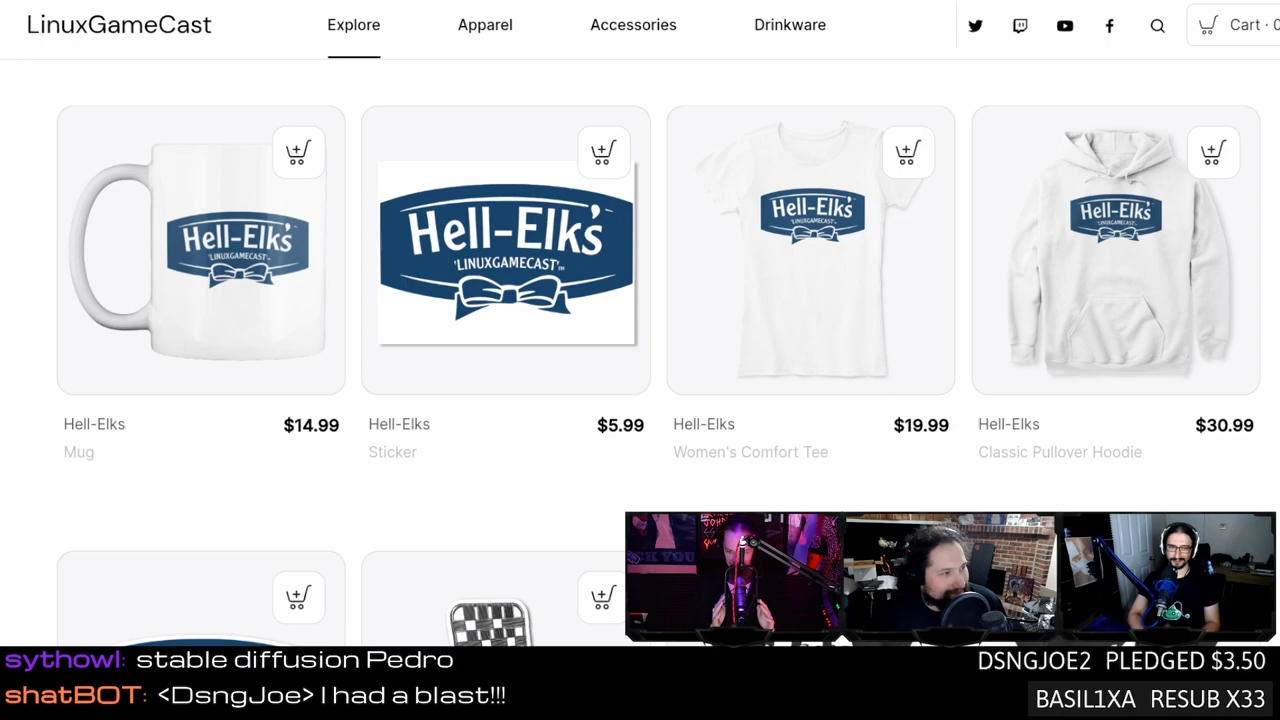 LinuxGameCast
Explore
Apparel
Accessories
Drinkware
Cart · 0
Hell-Elk's
'LINUXGAMECAST'
Hell-Elk's
'LINUXGAMECAST'™
Hell-Elk's
'LINUXGAMECAST'
Hell-Elk's
'LINUXGAMECAST'
Hell-Elks
$14.99
Hell-Elks
$5.99
Hell-Elks
$19.99
Hell-Elks
$30.99
Mug
Sticker
Women's Comfort Tee
Classic Pullover Hoodie
sythowl: stable diffusion Pedro
DSNGJOE2 PLEDGED $3.50
shatBOT: <DsngJoe> I had a blast!!!
BASIL1XA RESUB X33